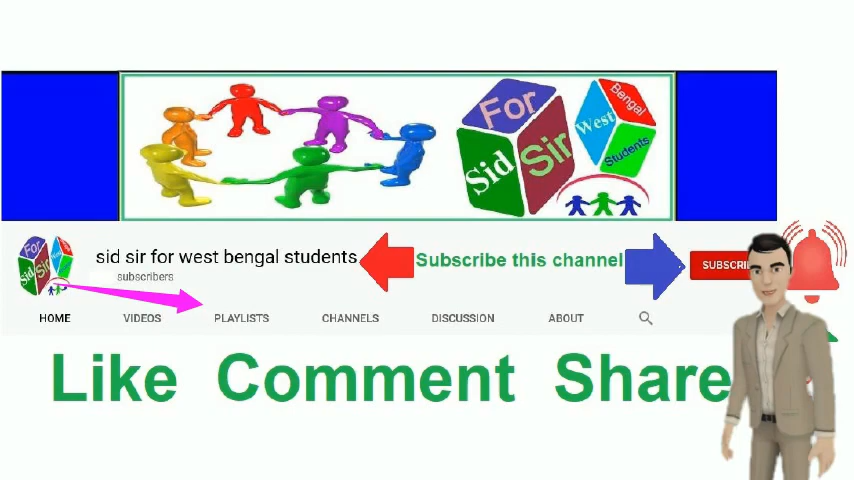 For
Sid
Sir
West
Bengal
Students
sid sir for west bengal students
subscribers
Subscribe this channel
SUBSCRI
HOME VIDEOS PLAYLISTS CHANNELS DISCUSSION ABOUT
Like Comment Share